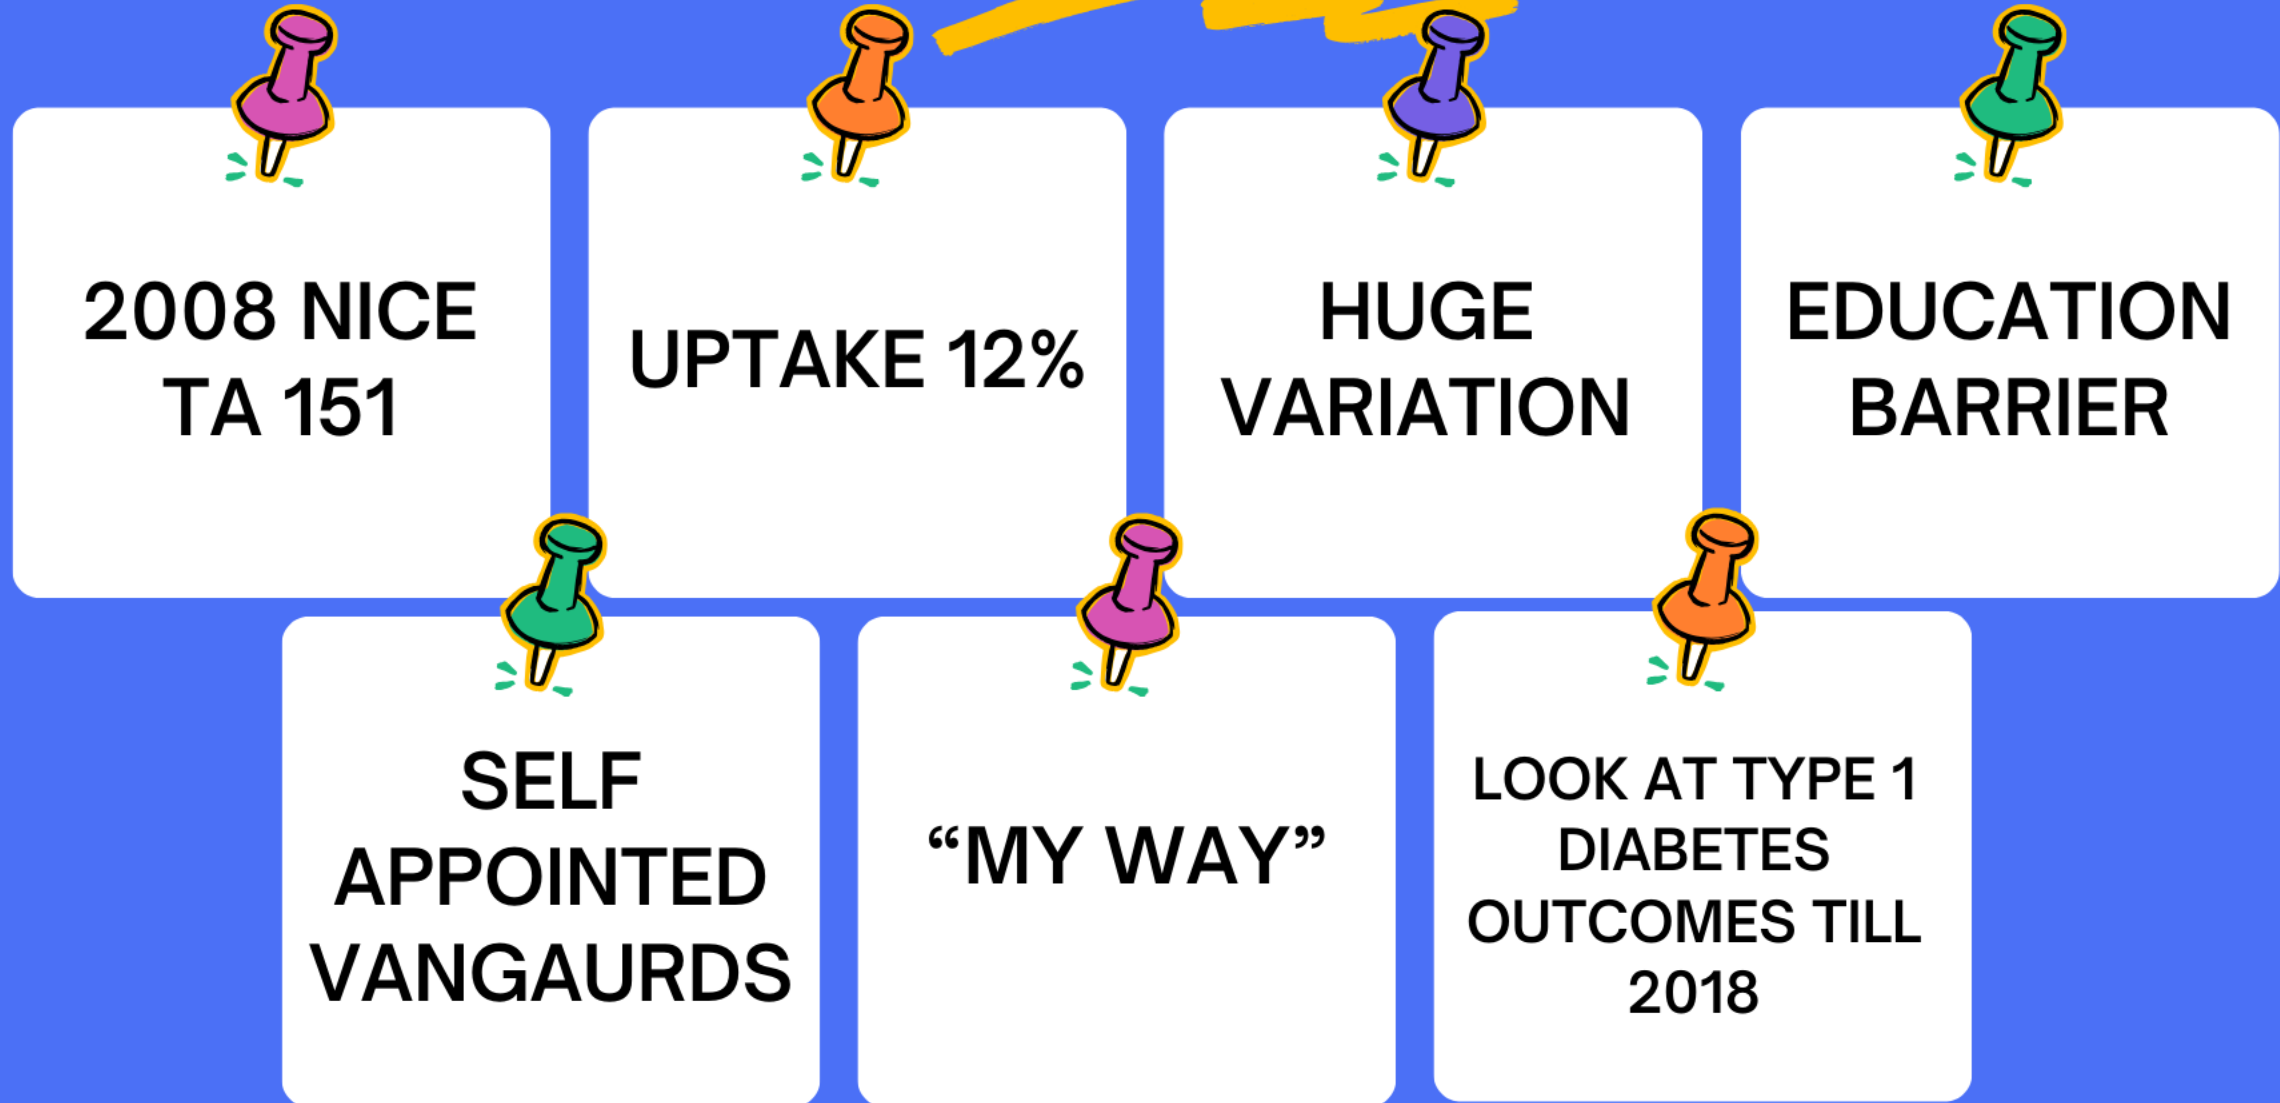 2008 NICE
TA 151
UPTAKE 12%
HUGE
VARIATION
EDUCATION
BARRIER
SELF
APPOINTED
VANGAURDS
“MY WAY”
LOOK AT TYPE 1
DIABETES
OUTCOMES TILL
2018